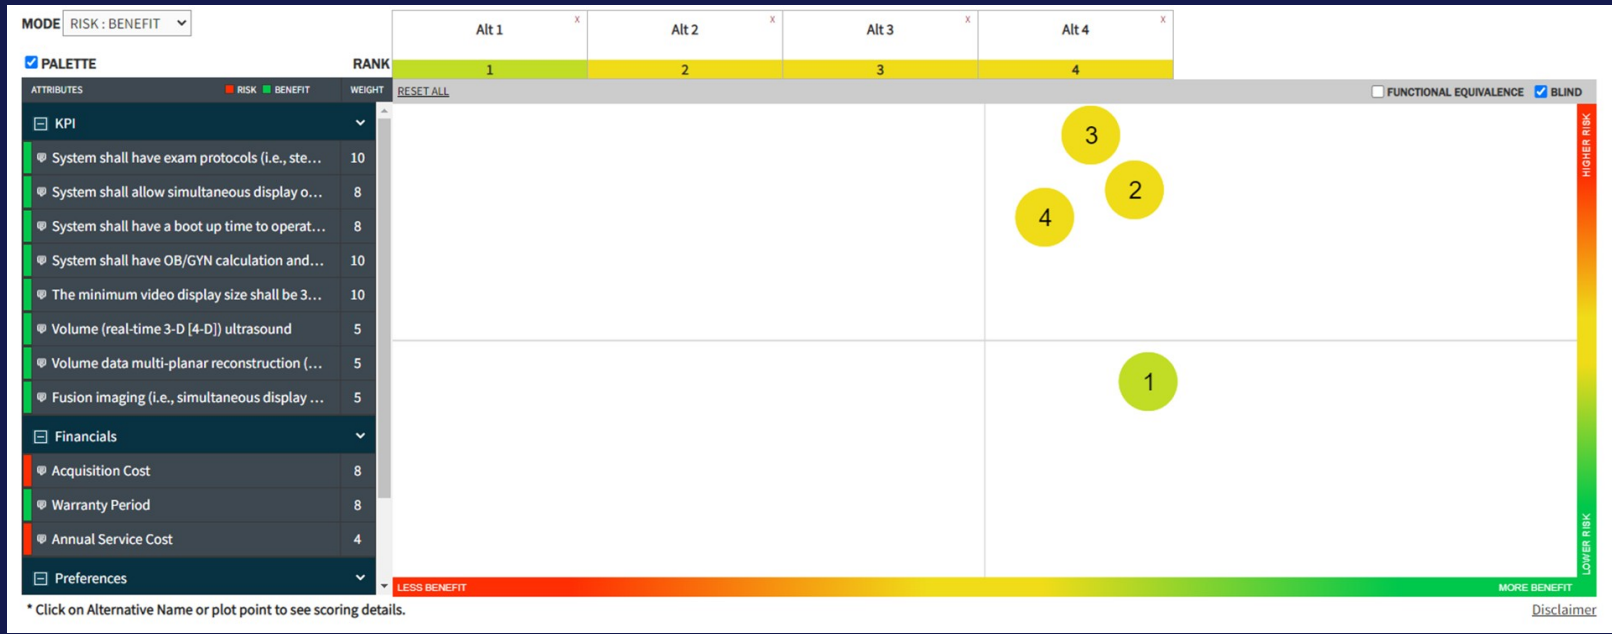 MODE RISK : BENEFIT
Alt 1 X
Alt 2 X
Alt 3 X
Alt 4 X
PALETTE RANK
1 2 3 4
ATTRIBUTES RISK BENEFIT WEIGHT RESET ALL FUNCTIONAL EQUIVALENCE BLIND
KPI
System shall have exam protocols (i.e., ste... 10
System shall allow simultaneous display o... 8
System shall have a boot up time to operat... 8
System shall have OB/GYN calculation and... 10
The minimum video display size shall be 3... 10
Volume (real-time 3-D [4-D]) ultrasound 5
Volume data multi-planar reconstruction (... 5
Fusion imaging (i.e., simultaneous display ... 5
Financials
Acquisition Cost 8
Warranty Period 8
Annual Service Cost 4
Preferences
3
2
4
1
HIGHER RISK
LOWER RISK
LESS BENEFIT MORE BENEFIT
* Click on Alternative Name or plot point to see scoring details. Disclaimer